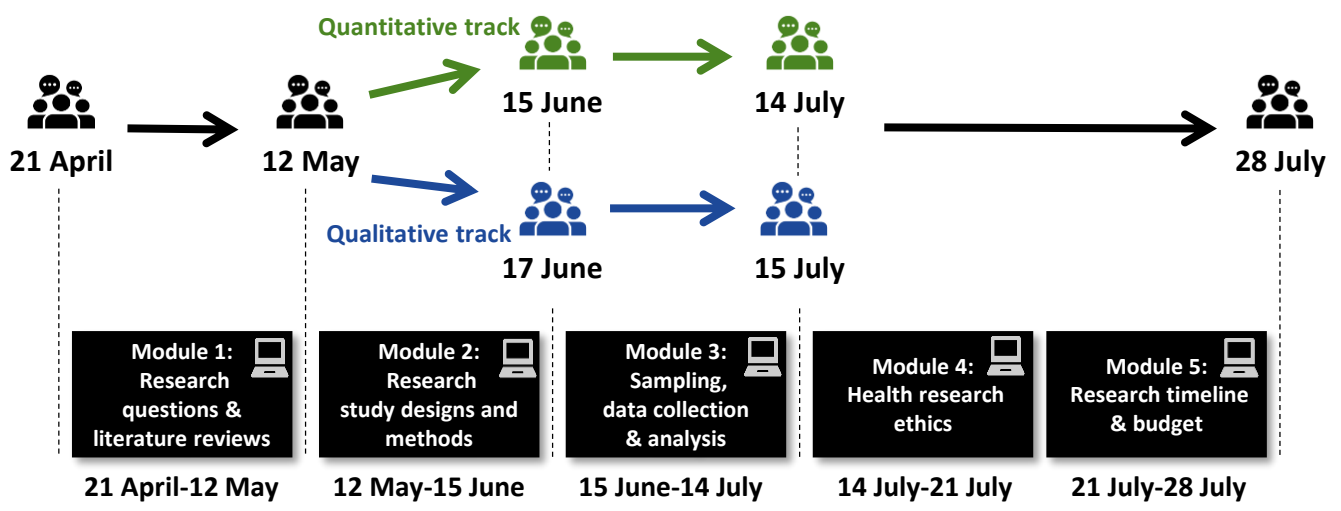 Quantitative track
15 June
14 July
21 April
12 May
28 July
Qualitative track
17 June
15 July
Module 1:
Research
questions &
literature reviews
21 April-12 May
Module 2:
Research
study designs and
methods
12 May-15 June
Module 3:
Sampling,
data collection
& analysis
15 June-14 July
Module 4:
Health research
ethics
14 July-21 July
Module 5:
Research timeline
& budget
21 July-28 July